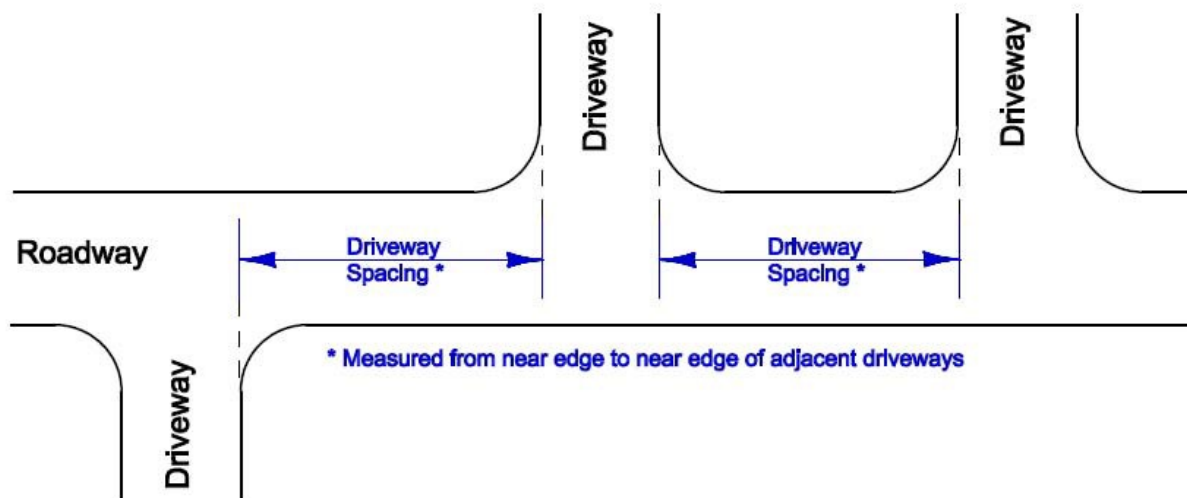 Driveway
Driveway
Roadway
Driveway
Spacing *
Driveway
Spacing *
* Measured from near edge to near edge of adjacent driveways
Driveway